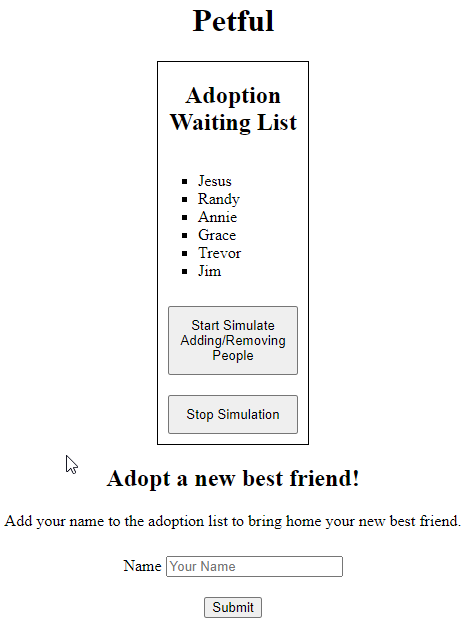 Petful
Adoption
Waiting List
Jesus
Randy
Annie
Grace
Trevor
Jim
Start Simulate
Adding/Removing
People
Stop Simulation
Adopt a new best friend!
Add your name to the adoption list to bring home your new best friend.
Name Your Name
Submit